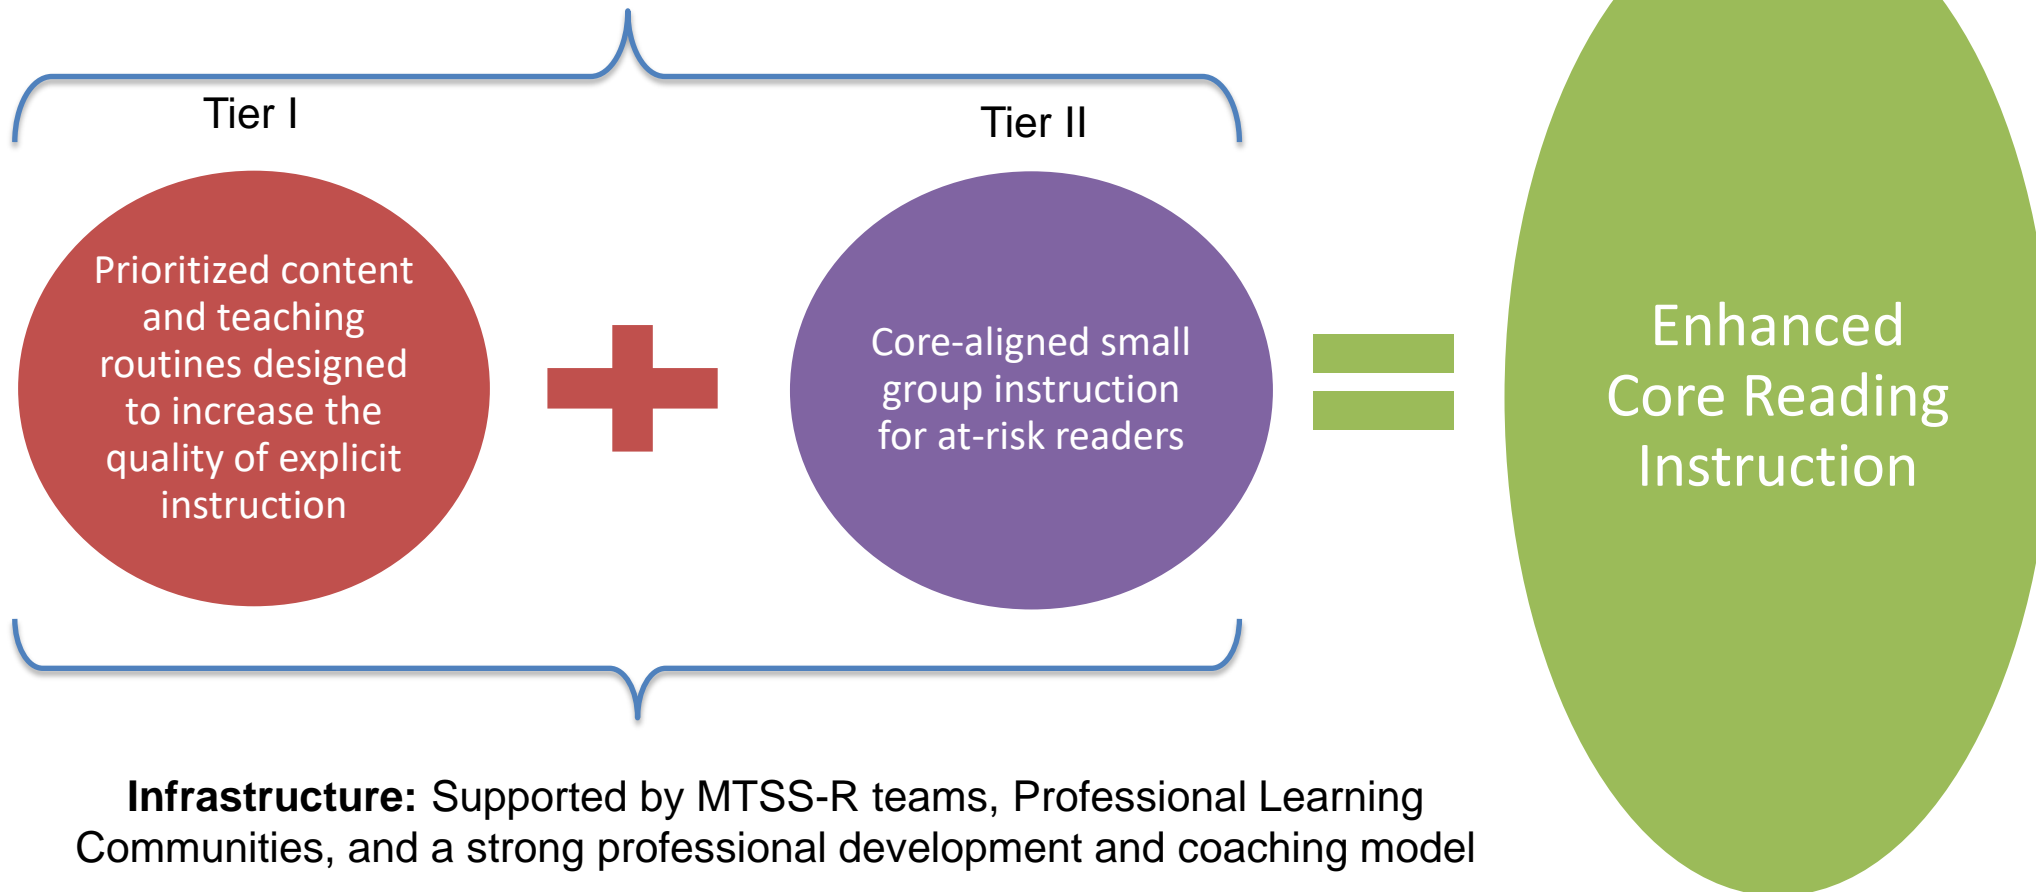 Tier I
Tier II
Prioritized content
and teaching
routines designed
to increase the
quality of explicit
instruction
Core-aligned small
group instruction
for at-risk readers
Enhanced
Core Reading
Instruction
Infrastructure: Supported by MTSS-R teams, Professional Learning
Communities, and a strong professional development and coaching model